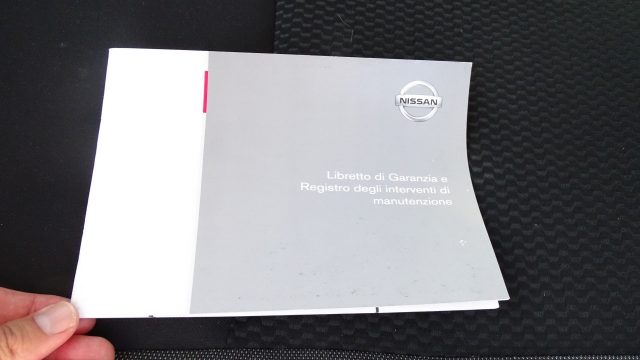 NISSAN
Libretto di Garanzia e
Registro degli interventi di
manutenzione